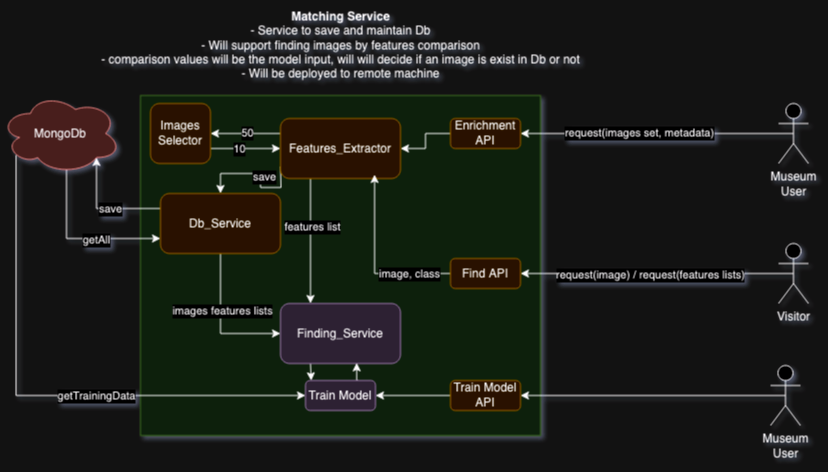 Matching Service
- Service to save and maintain Db
- Will support finding images by features comparison
- comparison values will be the model input, will will decide if an image is exist in Db or not
- Will be deployed to remote machine
MongoDb
Images
Selector
50
10
Features_Extractor
Enrichment
API
request(images set, metadata)
Museum
User
save
save
Db_Service
features list
getAll
image, class
Find API
request(image) / request(features lists)
Visitor
images features lists
Finding_Service
getTrainingData
Train Model
Train Model
API
Museum
User